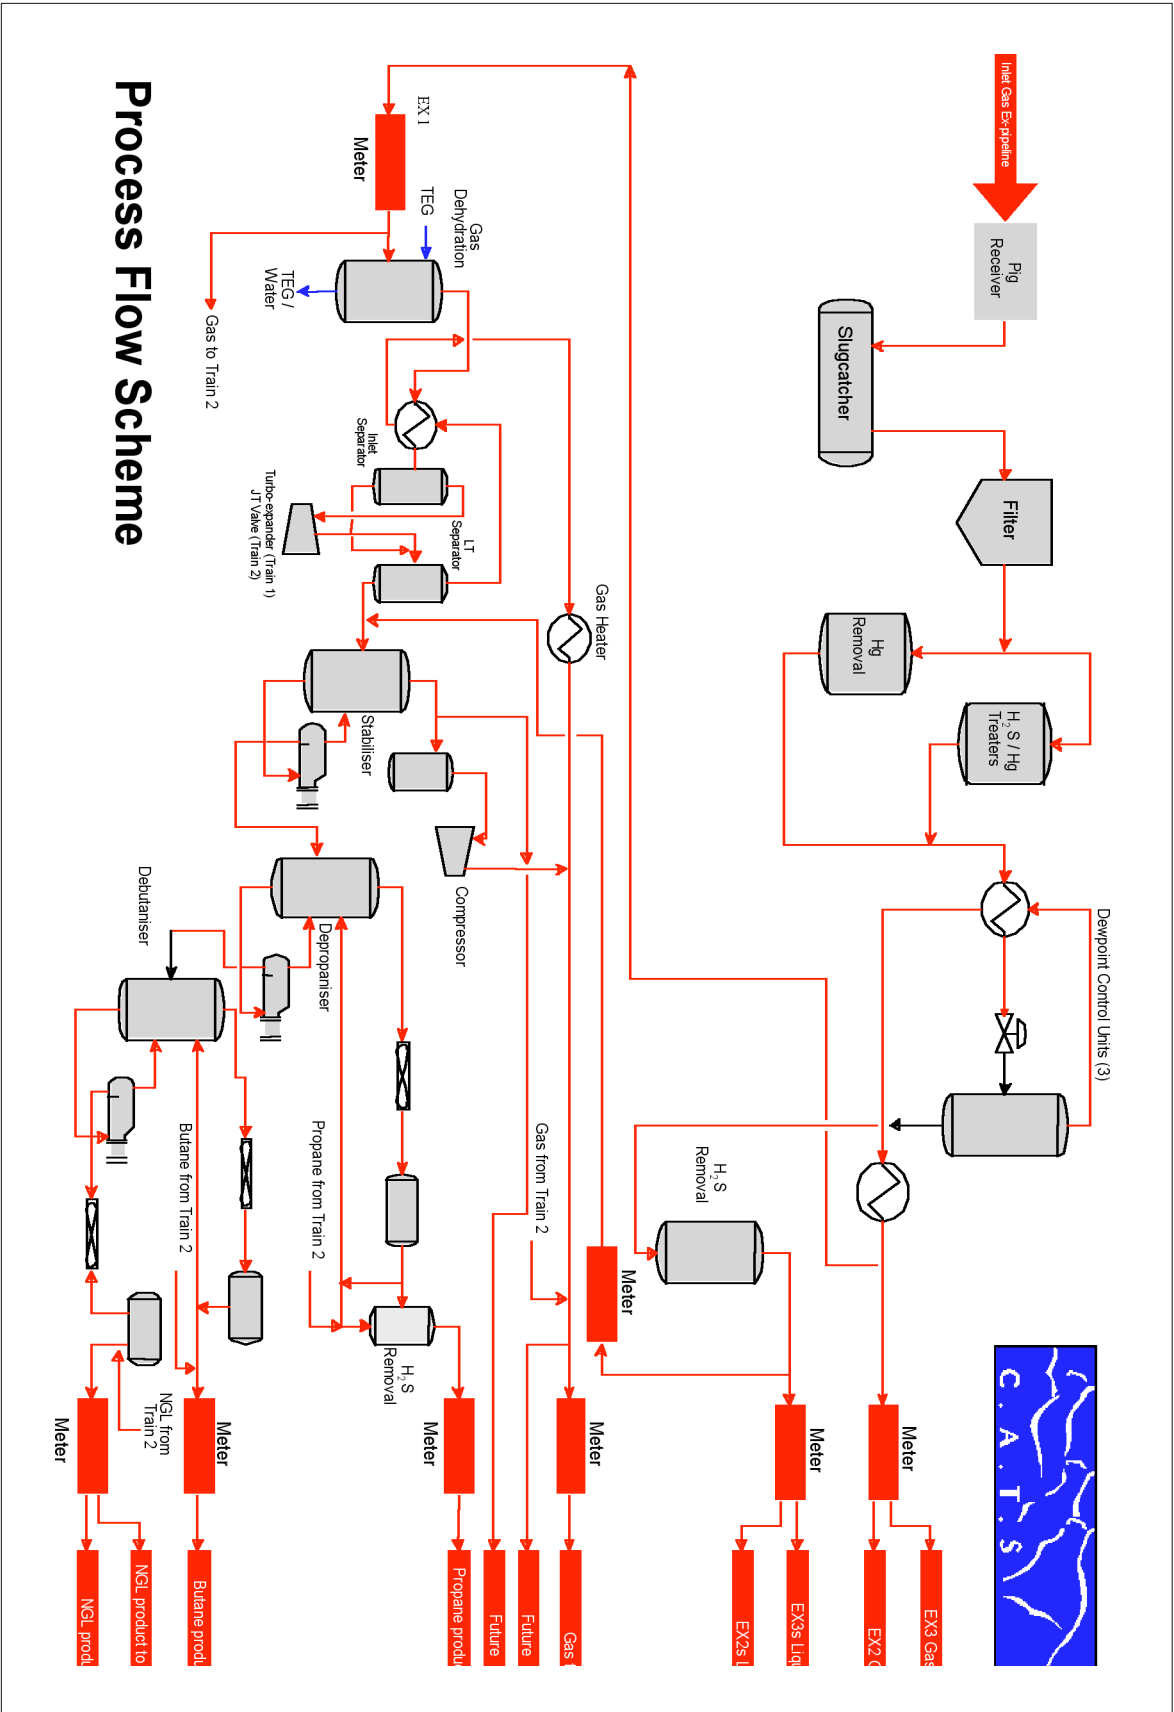 Inlet Gas Ex-pipeline
Pig
Receiver
Slugcatcher
Filter
Hg
Removal
H2S / Hg
Treaters
Dewpoint Control Units (3)
C. A. T. S
H2S
Removal
Meter
Meter
Meter
EX3 Gas
EX2
EX3s
EX2s
EX 1
Meter
Gas
Dehydration
TEG
TEG /
Water
Gas to Train 2
Inlet
Separator
LT
Separator
Turbo-expander (Train 1)
JT Valve (Train 2)
Gas Heater
Stabiliser
Compressor
Gas from Train 2
Meter
Gas
Future
Future
Depropaniser
Propane from Train 2
H2S
Removal
Meter
Propane
Debutaniser
Butane from Train 2
Meter
Butane
NGL from
Train 2
Meter
NGL product to
NGL
Process Flow Scheme